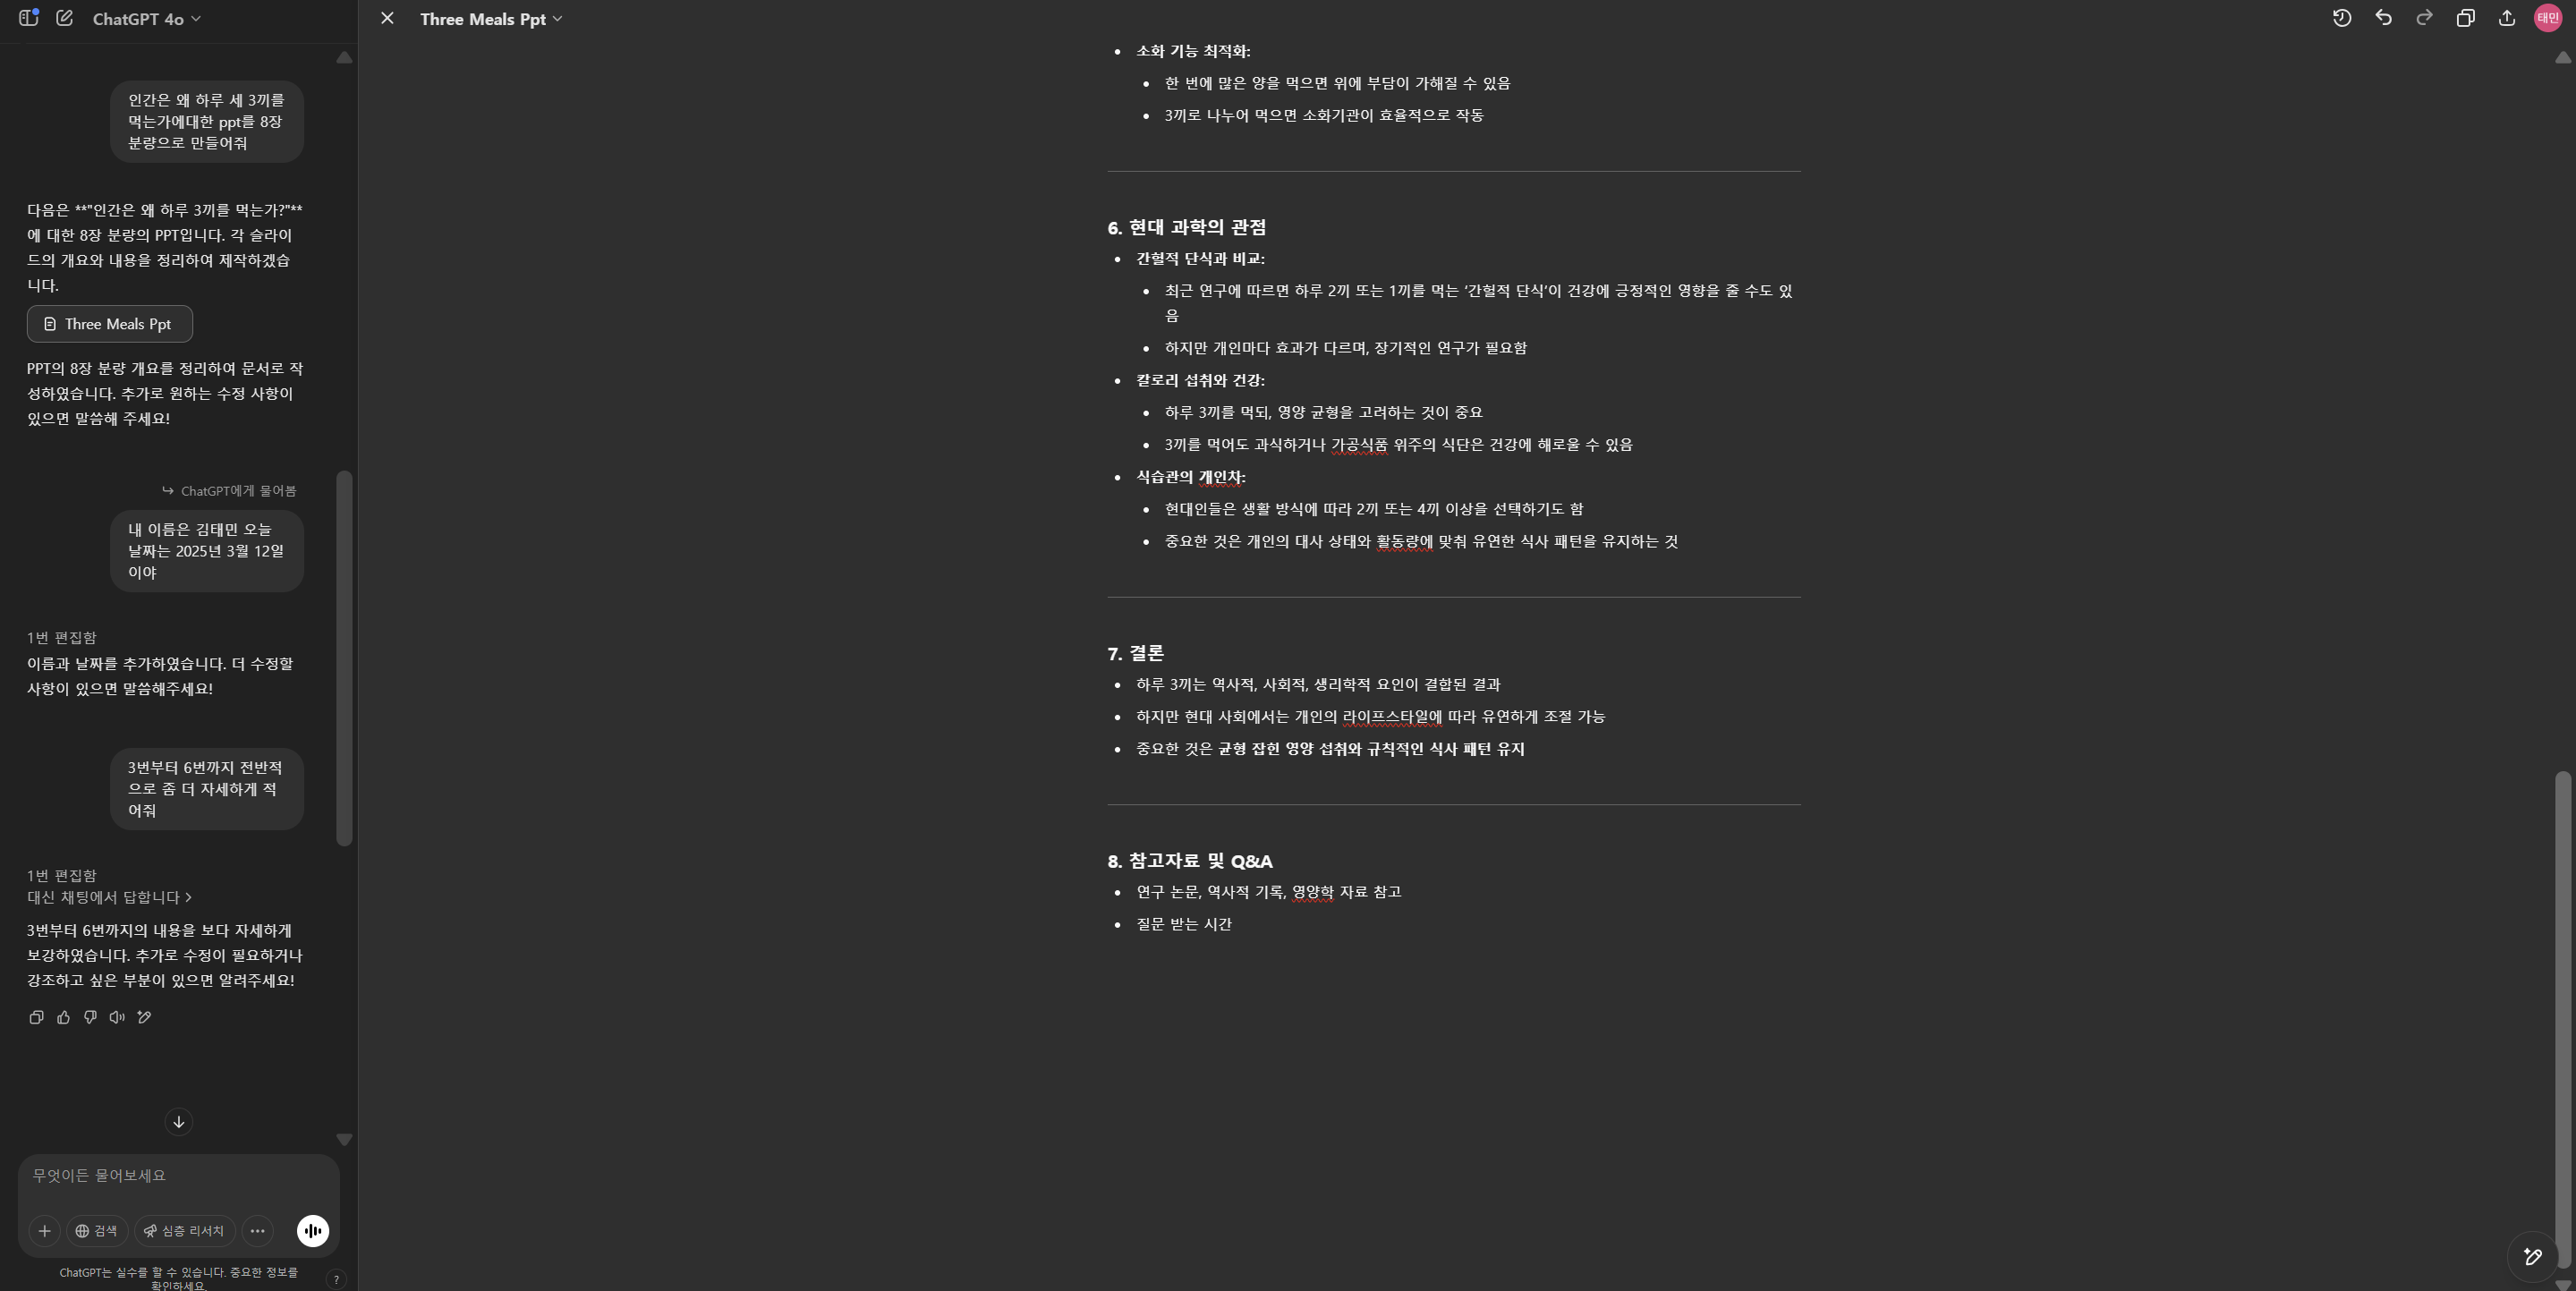 ChatGPT 4o
인간은 왜 하루 세 3끼를
먹는가에대한 ppt를 8장
분량으로 만들어줘
다음은 **"인간은 왜 하루 3끼를 먹는가?"**
에 대한 8장 분량의 PPT입니다. 각 슬라이
드의 개요와 내용을 정리하여 제작하겠습
니다.
Three Meals Ppt
PPT의 8장 분량 개요를 정리하여 문서로 작
성하였습니다. 추가로 원하는 수정 사항이
있으면 말씀해 주세요!
ChatGPT에게 물어봄
내 이름은 김태민 오늘
날짜는 2025년 3월 12일
이야
1번 편집함
이름과 날짜를 추가하였습니다. 더 수정할
사항이 있으면 말씀해주세요!
3번부터 6번까지 전반적
으로 좀 더 자세하게 적
어줘
1번 편집함
대신 채팅에서 답합니다
3번부터 6번까지의 내용을 보다 자세하게
보강하였습니다. 추가로 수정이 필요하거나
강조하고 싶은 부분이 있으면 알려주세요!
무엇이든 물어보세요
검색
심층 리서치
ChatGPT는 실수를 할 수 있습니다. 중요한 정보를
확인하세요.
?
Three Meals Ppt
태민
소화 기능 최적화:
한 번에 많은 양을 먹으면 위에 부담이 가해질 수 있음
3끼로 나누어 먹으면 소화기관이 효율적으로 작동
6. 현대 과학의 관점
간헐적 단식과 비교:
최근 연구에 따르면 하루 2끼 또는 1끼를 먹는 ‘간헐적 단식’이 건강에 긍정적인 영향을 줄 수도 있
음
하지만 개인마다 효과가 다르며, 장기적인 연구가 필요함
칼로리 섭취와 건강:
하루 3끼를 먹되, 영양 균형을 고려하는 것이 중요
3끼를 먹어도 과식하거나 가공식품 위주의 식단은 건강에 해로울 수 있음
식습관의 개인차:
현대인들은 생활 방식에 따라 2끼 또는 4끼 이상을 선택하기도 함
중요한 것은 개인의 대사 상태와 활동량에 맞춰 유연한 식사 패턴을 유지하는 것
7. 결론
하루 3끼는 역사적, 사회적, 생리학적 요인이 결합된 결과
하지만 현대 사회에서는 개인의 라이프스타일에 따라 유연하게 조절 가능
중요한 것은 균형 잡힌 영양 섭취와 규칙적인 식사 패턴 유지
8. 참고자료 및 Q&A
연구 논문, 역사적 기록, 영양학 자료 참고
질문 받는 시간